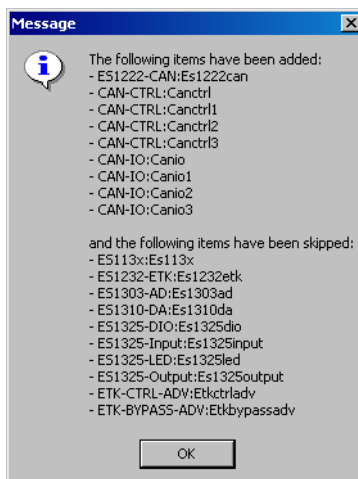 Message
The following items have been added:
- ES1222-CAN:Es1222can
- CAN-CTRL:Canctrl
- CAN-CTRL:Canctrl1
- CAN-CTRL:Canctrl2
- CAN-CTRL:Canctrl3
- CAN-IO:Canio
- CAN-IO:Canio1
- CAN-IO:Canio2
- CAN-IO:Canio3
and the following items have been skipped:
- ES113x:Es113x
- ES1232-ETK:Es1232etk
- ES1303-AD:Es1303ad
- ES1310-DA:Es1310da
- ES1325-DIO:Es1325dio
- ES1325-Input:Es1325input
- ES1325-LED:Es1325led
- ES1325-Output:Es1325output
- ETK-CTRL-ADV:Etkctrladv
- ETK-BYPASS-ADV:Etkbypassadv
OK